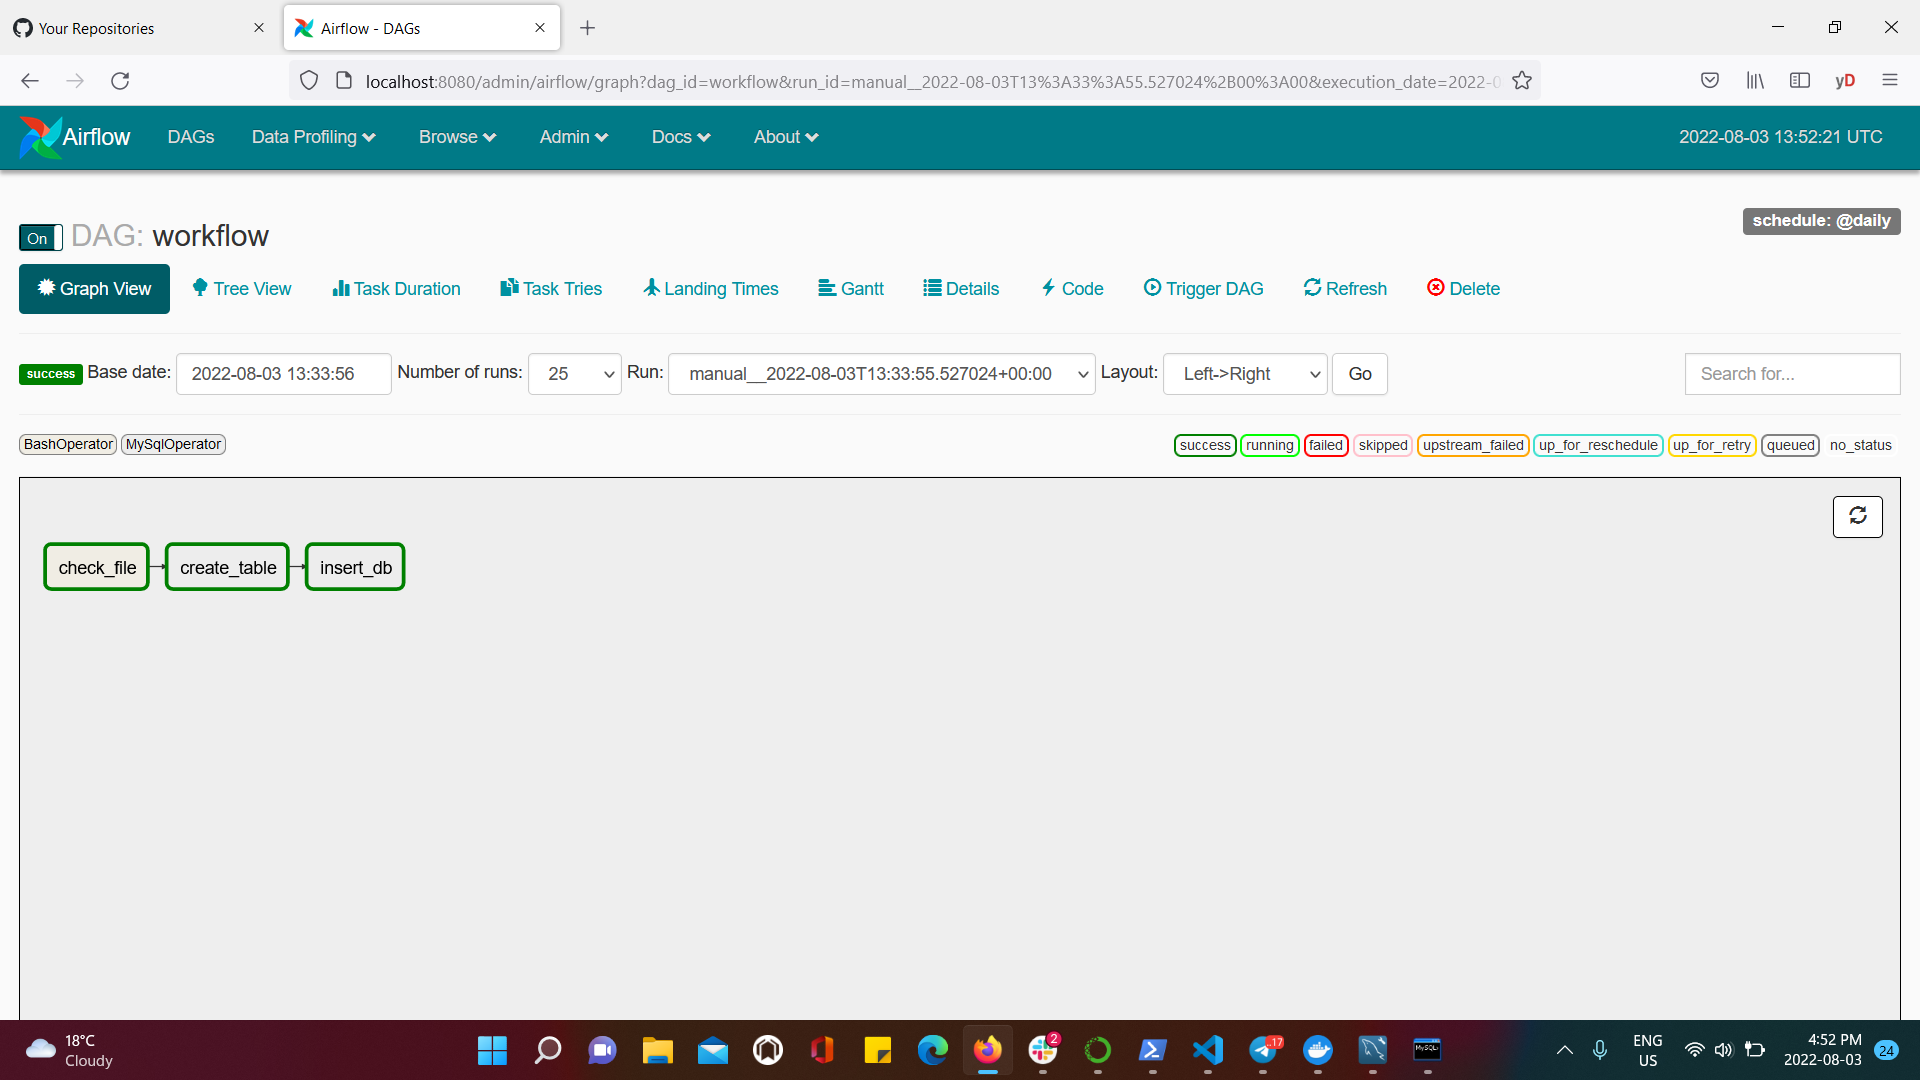 Your Repositories
Airflow - DAGs
localhost:8080/admin/airflow/graph?dag_id=workflow&run_id=manual__2022-08-03T13%3A33%3A55.527024%2B00%3A00&execution_date=2022-0
yD
Airflow DAGs Data Profiling Browse Admin Docs About 2022-08-03 13:52:21 UTC
schedule: @daily
On DAG: workflow
Graph View Tree View Task Duration Task Tries Landing Times Gantt Details Code Trigger DAG Refresh Delete
success Base date: 2022-08-03 13:33:56 Number of runs: 25 Run: manual__2022-08-03T13:33:55.527024+00:00 Layout: Left->Right Go Search for...
BashOperator MySqlOperator success running failed skipped upstream_failed up_for_reschedule up_for_retry queued no_status
check_file create_table insert_db
18°C
Cloudy
2
17
MySQL
ENG
US
4:52 PM
2022-08-03
24